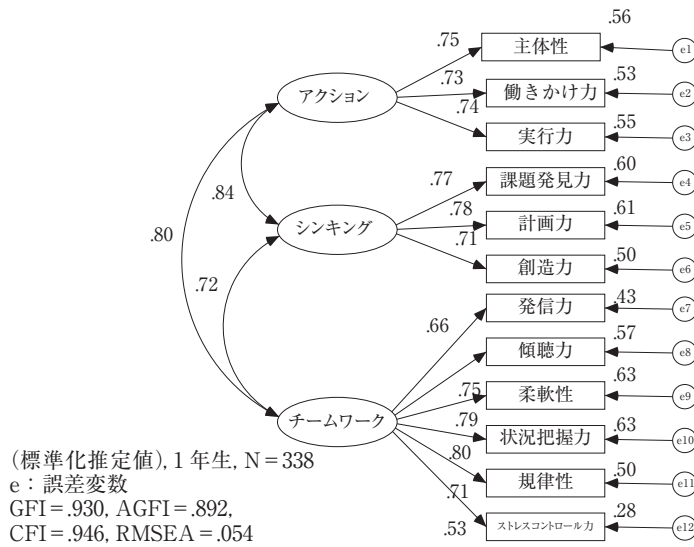 .56
.75
主体性
e1
アクション
.73
働きかけ力
.53
e2
.74
実行力
.55
e3
.84
.80
シンキング
.77
課題発見力
.60
e4
.78
計画力
.61
e5
.71
創造力
.50
e6
.72
チームワーク
.66
発信力
.43
e7
傾聴力
.57
e8
.75
柔軟性
.63
e9
.79
状況把握力
.63
e10
.80
規律性
.50
e11
.71
.53
ストレスコントロール力
.28
e12
(標準化推定値), 1 年生, N = 338
e：誤差変数
GFI = .930, AGFI = .892,
CFI = .946, RMSEA = .054